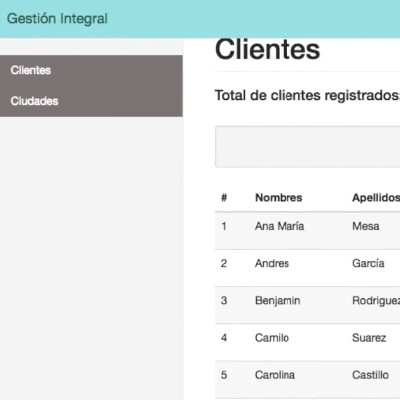 Gestión Integral
Clientes
Ciudades
Clientes
Total de clientes registrados:
# Nombres Apellidos
1 Ana María Mesa
2 Andres García
3 Benjamin Rodriguez
4 Camilo Suarez
5 Carolina Castillo